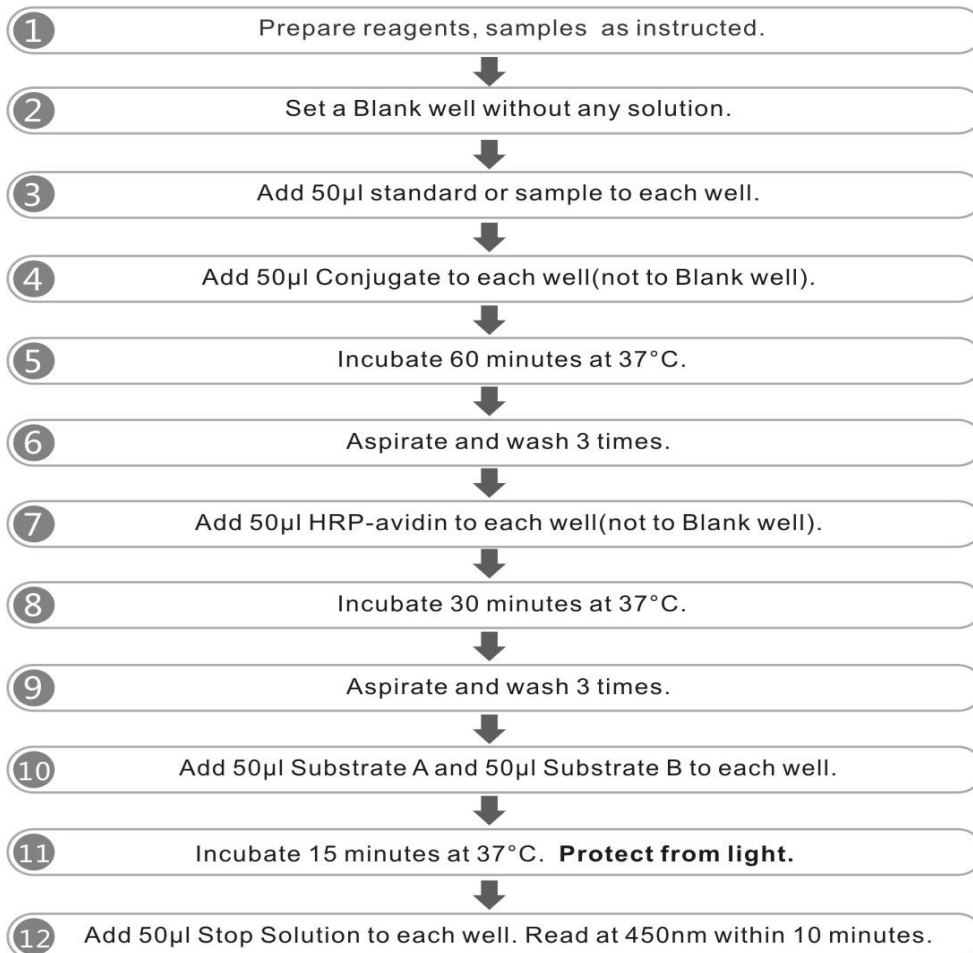 1 Prepare reagents, samples as instructed.
2 Set a Blank well without any solution.
3 Add 50µl standard or sample to each well.
4 Add 50µl Conjugate to each well(not to Blank well).
5 Incubate 60 minutes at 37°C.
6 Aspirate and wash 3 times.
7 Add 50µl HRP-avidin to each well(not to Blank well).
8 Incubate 30 minutes at 37°C.
9 Aspirate and wash 3 times.
10 Add 50µl Substrate A and 50µl Substrate B to each well.
11 Incubate 15 minutes at 37°C. Protect from light.
12 Add 50µl Stop Solution to each well. Read at 450nm within 10 minutes.